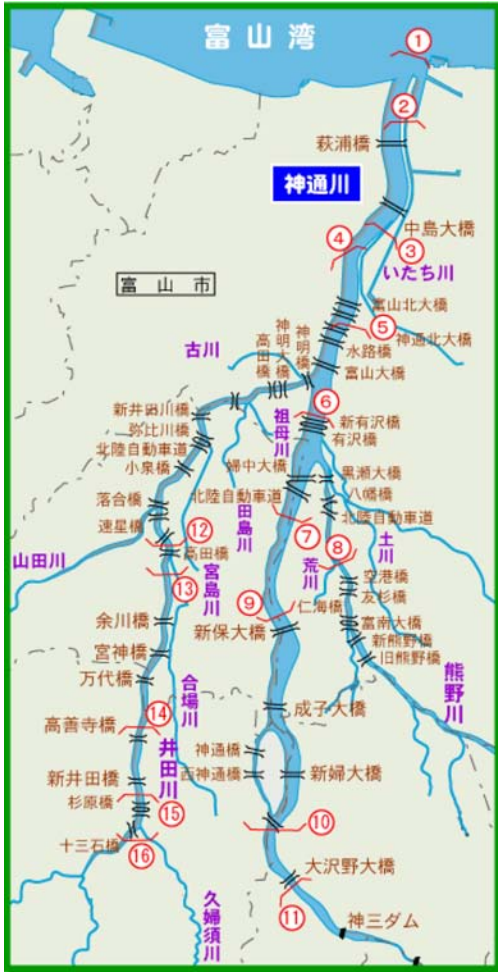 富山湾
①
②
萩浦橋
神通川
中島大橋
③
④
いたち川
富山市
富山北大橋
⑤
神通北大橋
水路橋
富山大橋
神明橋
神明大橋
高田橋
古川
⑥
新有沢橋
有沢橋
祖母川
新井田川橋
弥比川橋
北陸自動車道
小泉橋
婦中大橋
北陸自動車道
黒瀬大橋
八幡橋
北陸自動車道
田島川
⑦
⑧
土川
荒川
落合橋
速星橋
⑫
高田橋
山田川
⑬
宮島川
空港橋
友杉橋
⑨
仁海橋
富南大橋
新保大橋
新熊野橋
旧熊野橋
余川橋
宮神橋
万代橋
合場川
熊野川
成子大橋
⑭
高善寺橋
井田川
神通橋
西神通橋
新婦大橋
新井田橋
杉原橋
⑮
⑩
十三石橋
⑯
大沢野大橋
⑪
久婦須川
神三ダム